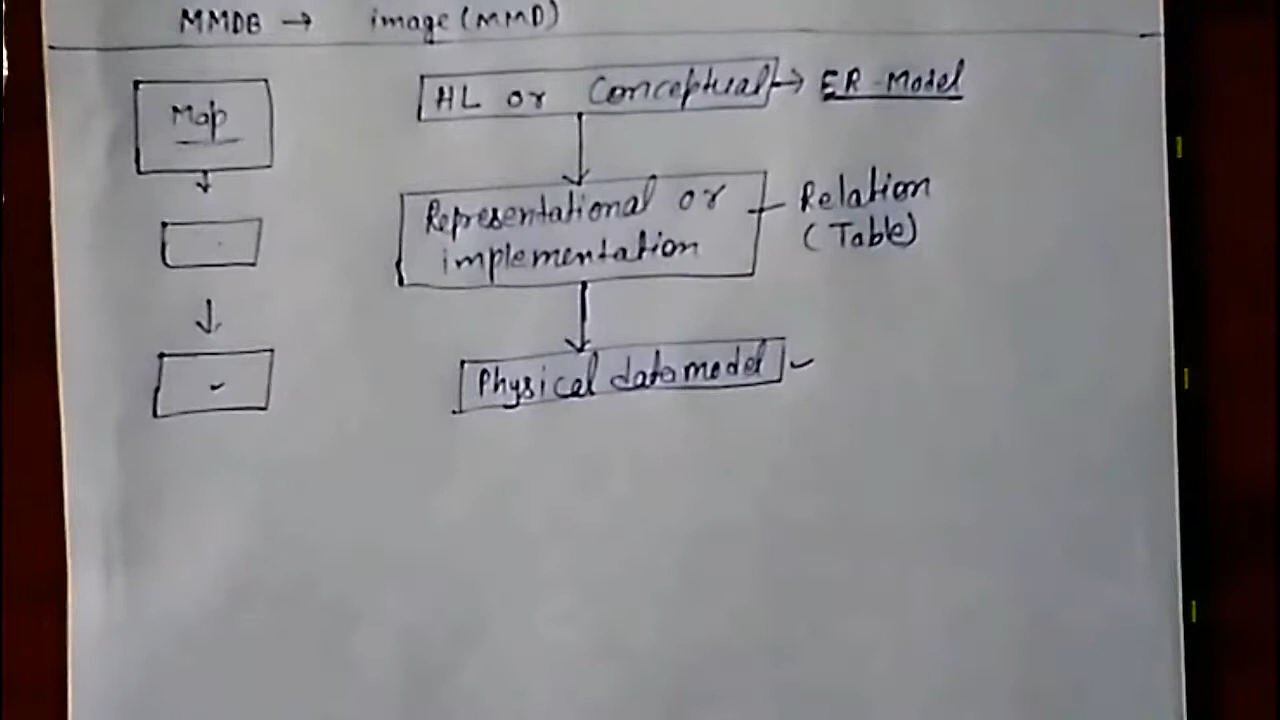 MMDB → image (MMD)
Map
HL or Conceptual → ER-Model
Representational or
implementation
Relation
(Table)
Physical data model